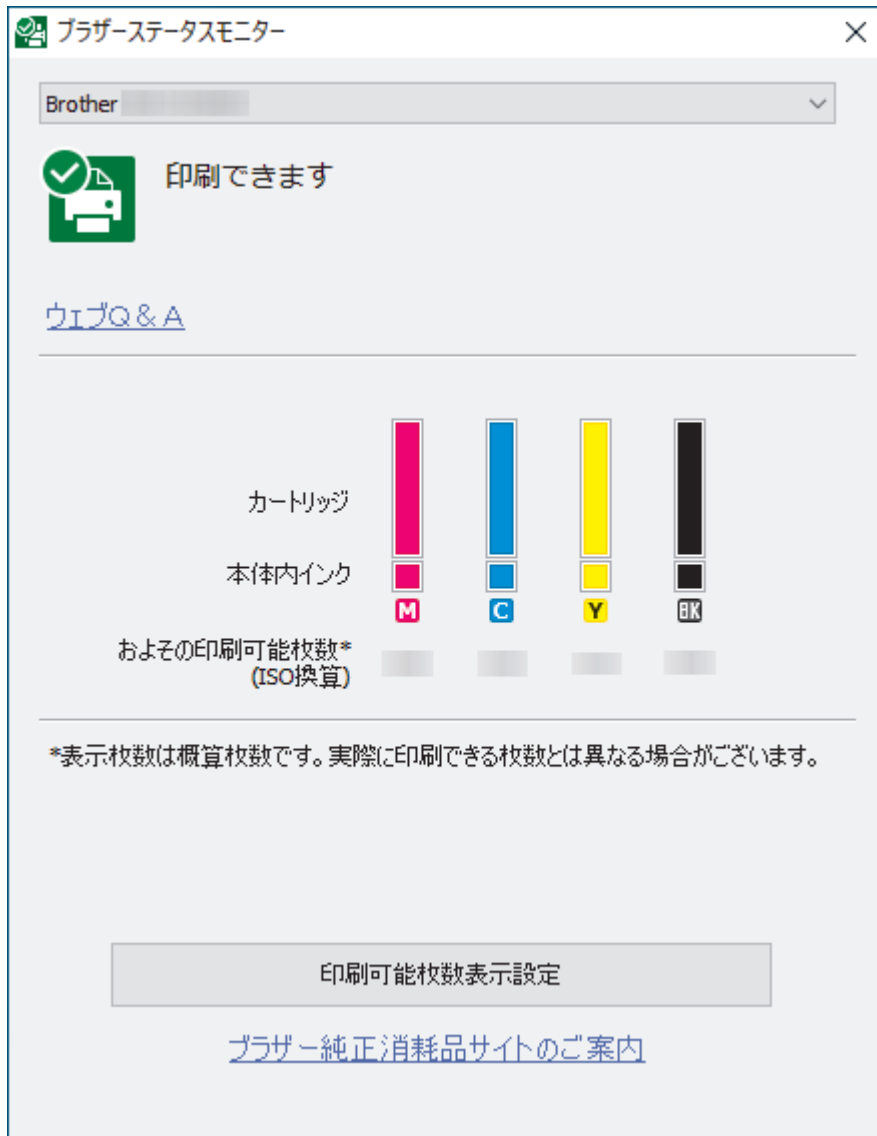 ブラザーステータスモニター
Brother
印刷できます
ウェブQ&A
カートリッジ
本体内インク
M C Y BK
およその印刷可能枚数*
(ISO換算)
*表示枚数は概算枚数です。実際に印刷できる枚数とは異なる場合がございます。
印刷可能枚数表示設定
ブラザー純正消耗品サイトのご案内